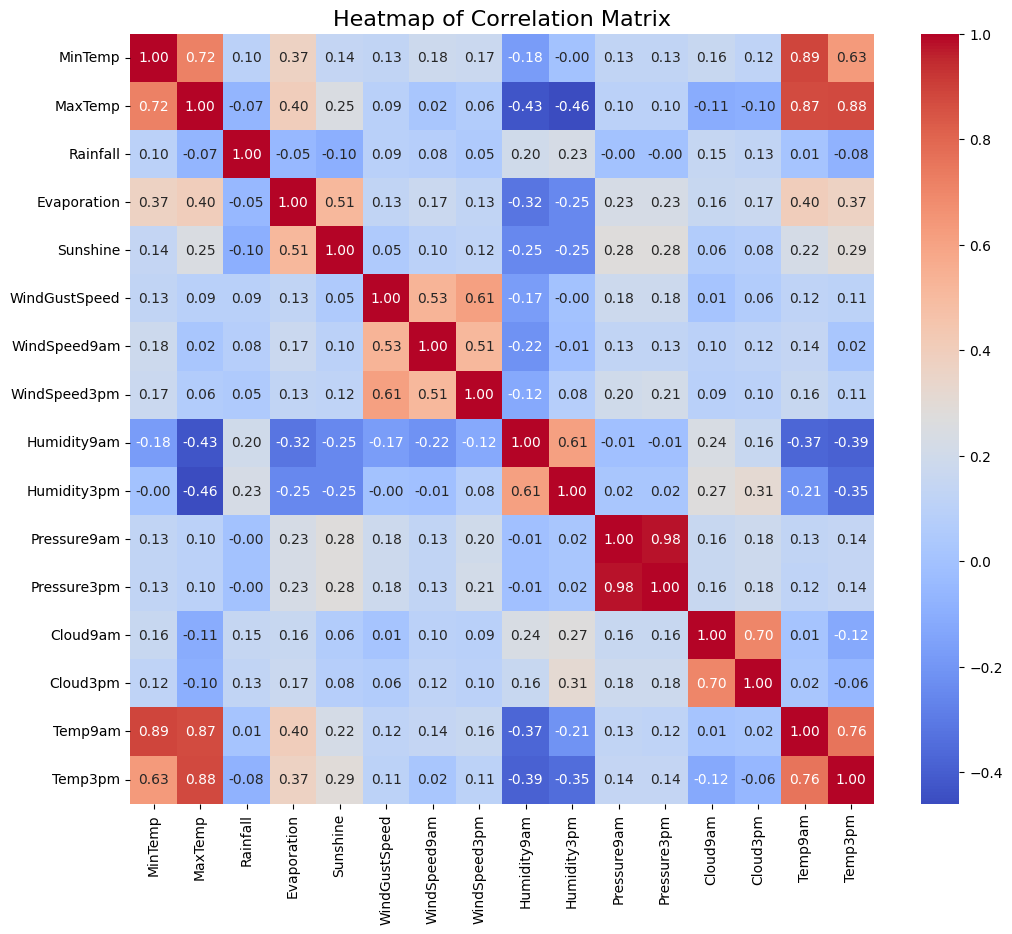 Heatmap of Correlation Matrix
MinTemp 1.00 0.72 0.10 0.37 0.14 0.13 0.18 0.17 -0.18 -0.00 0.13 0.13 0.16 0.12 0.89 0.63
MaxTemp 0.72 1.00 -0.07 0.40 0.25 0.09 0.02 0.06 -0.43 -0.46 0.10 0.10 -0.11 -0.10 0.87 0.88
Rainfall 0.10 -0.07 1.00 -0.05 -0.10 0.09 0.08 0.05 0.20 0.23 -0.00 -0.00 0.15 0.13 0.01 -0.08
Evaporation 0.37 0.40 -0.05 1.00 0.51 0.13 0.17 0.13 -0.32 -0.25 0.23 0.23 0.16 0.17 0.40 0.37
Sunshine 0.14 0.25 -0.10 0.51 1.00 0.05 0.10 0.12 -0.25 -0.25 0.28 0.28 0.06 0.08 0.22 0.29
WindGustSpeed 0.13 0.09 0.09 0.13 0.05 1.00 0.53 0.61 -0.17 -0.00 0.18 0.18 0.01 0.06 0.12 0.11
WindSpeed9am 0.18 0.02 0.08 0.17 0.10 0.53 1.00 0.51 -0.22 -0.01 0.13 0.13 0.10 0.12 0.14 0.02
WindSpeed3pm 0.17 0.06 0.05 0.13 0.12 0.61 0.51 1.00 -0.12 0.08 0.20 0.21 0.09 0.10 0.16 0.11
Humidity9am -0.18 -0.43 0.20 -0.32 -0.25 -0.17 -0.22 -0.12 1.00 0.61 -0.01 -0.01 0.24 0.16 -0.37 -0.39
Humidity3pm -0.00 -0.46 0.23 -0.25 -0.25 -0.00 -0.01 0.08 0.61 1.00 0.02 0.02 0.27 0.31 -0.21 -0.35
Pressure9am 0.13 0.10 -0.00 0.23 0.28 0.18 0.13 0.20 -0.01 0.02 1.00 0.98 0.16 0.18 0.13 0.14
Pressure3pm 0.13 0.10 -0.00 0.23 0.28 0.18 0.13 0.21 -0.01 0.02 0.98 1.00 0.16 0.18 0.12 0.14
Cloud9am 0.16 -0.11 0.15 0.16 0.06 0.01 0.10 0.09 0.24 0.27 0.16 0.16 1.00 0.70 0.01 -0.12
Cloud3pm 0.12 -0.10 0.13 0.17 0.08 0.06 0.12 0.10 0.16 0.31 0.18 0.18 0.70 1.00 0.02 -0.06
Temp9am 0.89 0.87 0.01 0.40 0.22 0.12 0.14 0.16 -0.37 -0.21 0.13 0.12 0.01 0.02 1.00 0.76
Temp3pm 0.63 0.88 -0.08 0.37 0.29 0.11 0.02 0.11 -0.39 -0.35 0.14 0.14 -0.12 -0.06 0.76 1.00
MinTemp
MaxTemp
Rainfall
Evaporation
Sunshine
WindGustSpeed
WindSpeed9am
WindSpeed3pm
Humidity9am
Humidity3pm
Pressure9am
Pressure3pm
Cloud9am
Cloud3pm
Temp9am
Temp3pm
1.0
0.8
0.6
0.4
0.2
0.0
−0.2
−0.4